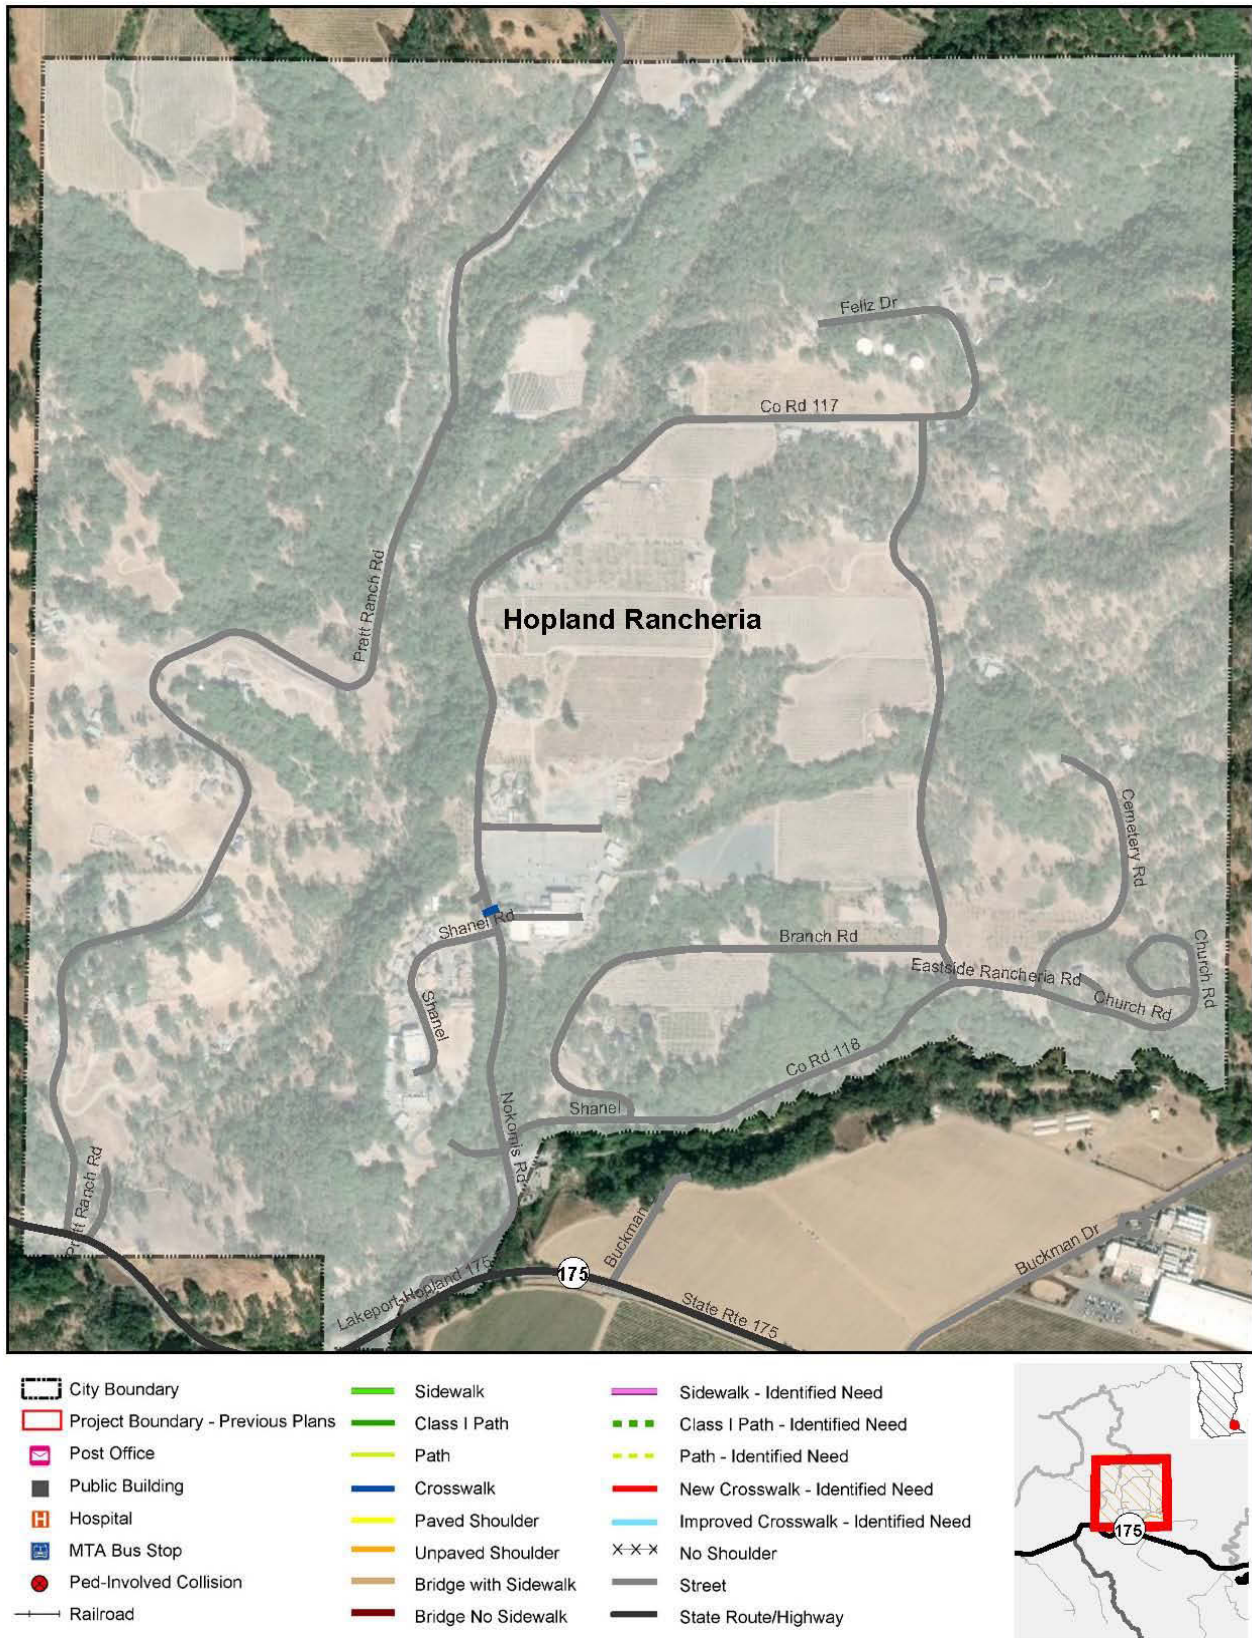 Feliz Dr
Co Rd 117
Pratt Ranch Rd
Hopland Rancheria
Cemetery Rd
Shanel Rd
Branch Rd
Church Rd
Eastside Rancheria Rd
Church Rd
Shanel
Co Rd 118
Shanel
Nokomis Rd
Pratt Ranch Rd
Buckman
Buckman Dr
Lakeport-Hopland 175
175
State Rte 175
City Boundary
Project Boundary - Previous Plans
Post Office
Public Building
H Hospital
MTA Bus Stop
Ped-Involved Collision
Railroad
Sidewalk
Class I Path
Path
Crosswalk
Paved Shoulder
Unpaved Shoulder
Bridge with Sidewalk
Bridge No Sidewalk
Sidewalk - Identified Need
Class I Path - Identified Need
Path - Identified Need
New Crosswalk - Identified Need
Improved Crosswalk - Identified Need
No Shoulder
Street
State Route/Highway
175